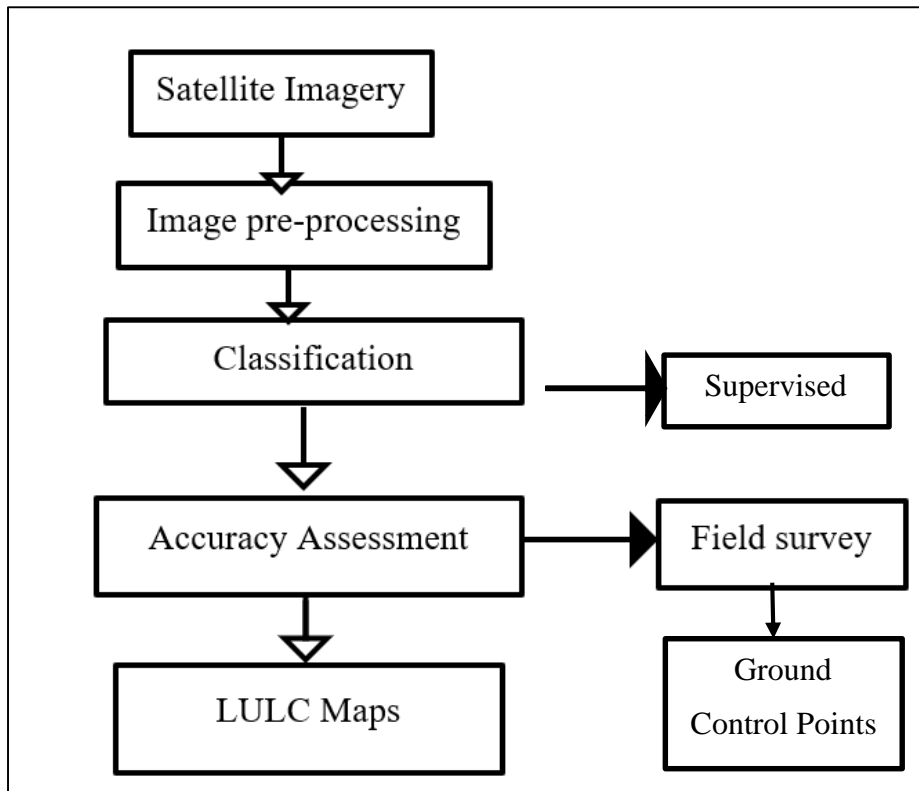 Satellite Imagery
Image pre-processing
Classification
Supervised
Accuracy Assessment
Field survey
LULC Maps
Ground
Control Points